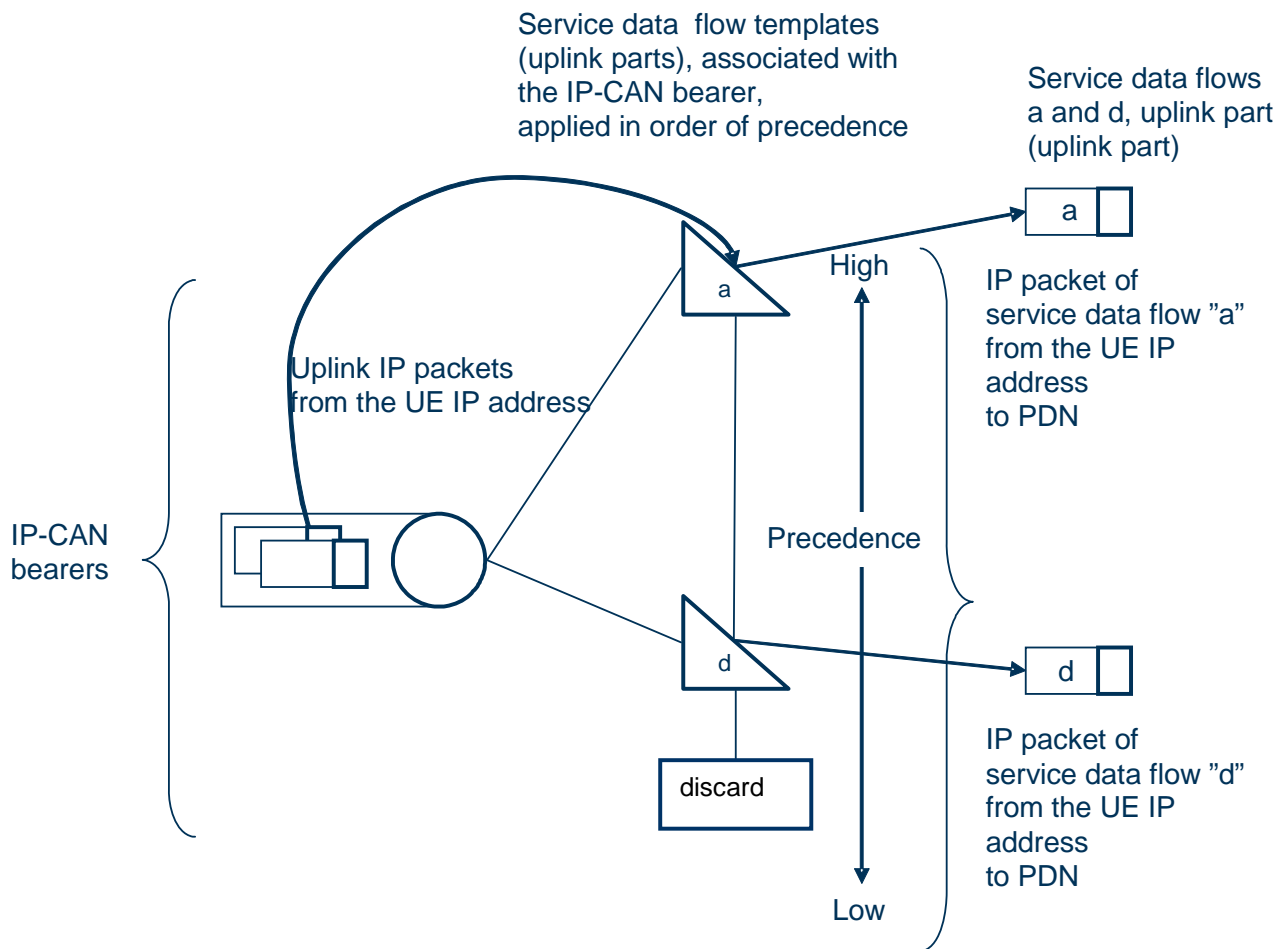 Service data  flow templates
(uplink parts), associated with
the IP-CAN bearer,
applied in order of precedence
Service data flows
a and d, uplink part
(uplink part)
a
a
High
IP packet of
service data flow ”a”
from the UE IP
address
to PDN
Uplink IP packets
from the UE IP address
IP-CAN
bearers
Precedence
d
d
discard
IP packet of
service data flow ”d”
from the UE IP
address
to PDN
Low